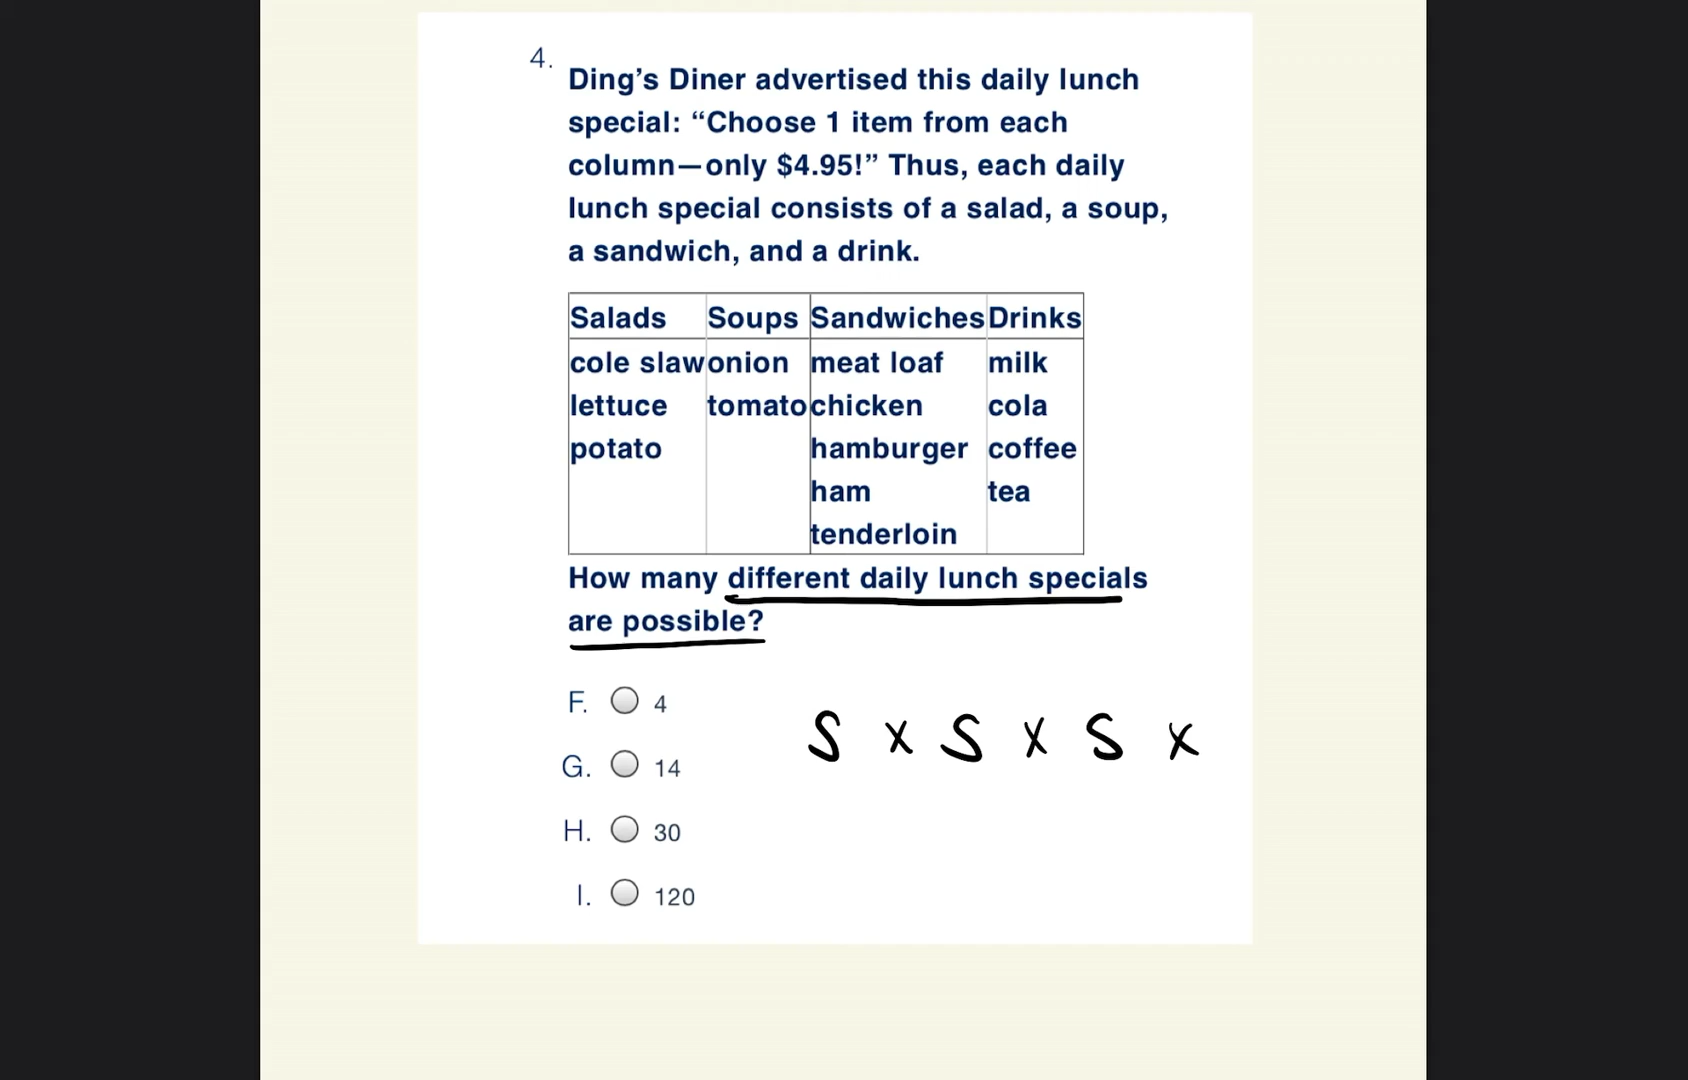 4.
Ding’s Diner advertised this daily lunch
special: “Choose 1 item from each
column—only $4.95!” Thus, each daily
lunch special consists of a salad, a soup,
a sandwich, and a drink.
Salads Soups Sandwiches Drinks
cole slaw onion meat loaf milk
lettuce tomato chicken cola
potato hamburger coffee
ham tea
tenderloin
How many different daily lunch specials
are possible?
F. 4
S x S x S x
G. 14
H. 30
I. 120